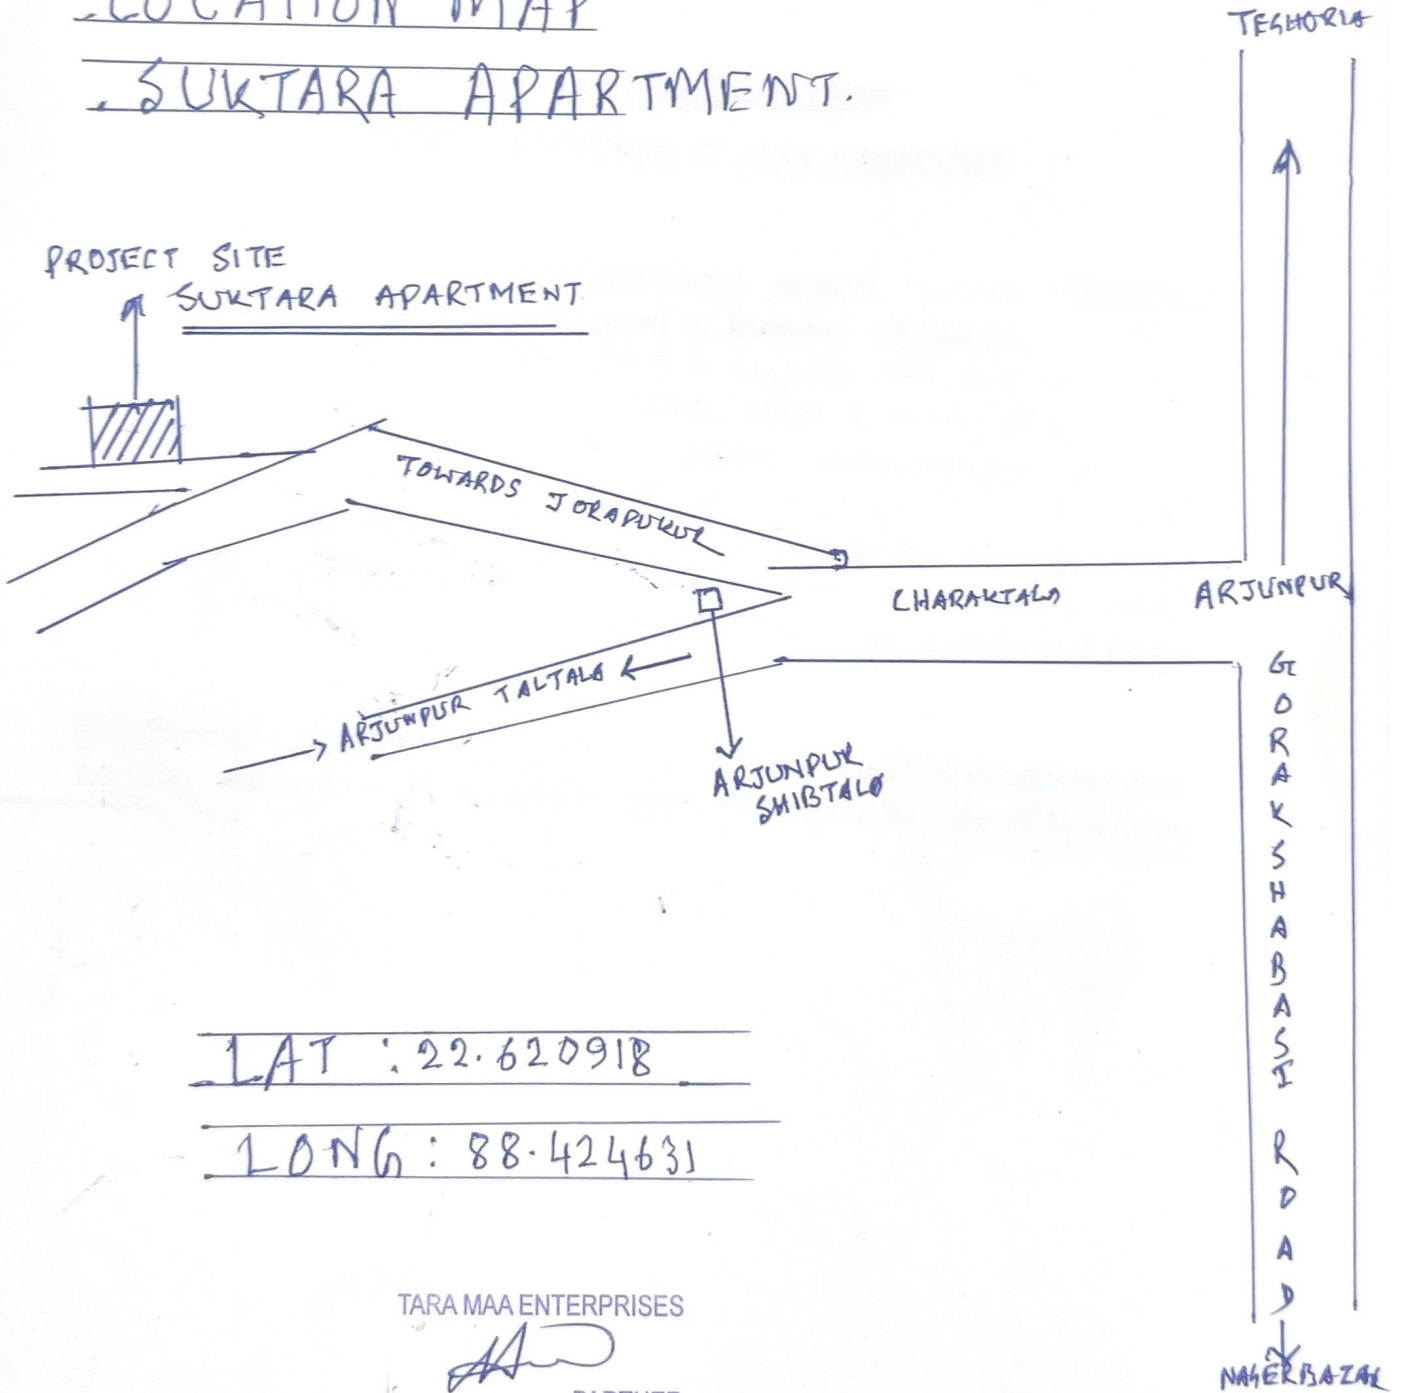 LOCATION MAP
SUKTARA APARTMENT.
TEGHORIA
PROJECT SITE
SUKTARA APARTMENT
TOWARDS JORAPUKUR
CHARAKTALA
ARJUNPUR
ARJUNPUR TALTALA
ARJUNPUR
SHIBTALA
GORAKSHABASI ROAD
LAT : 22.620918
LONG : 88.424631
TARA MAA ENTERPRISES
PARTNER
NAGERBAZAR